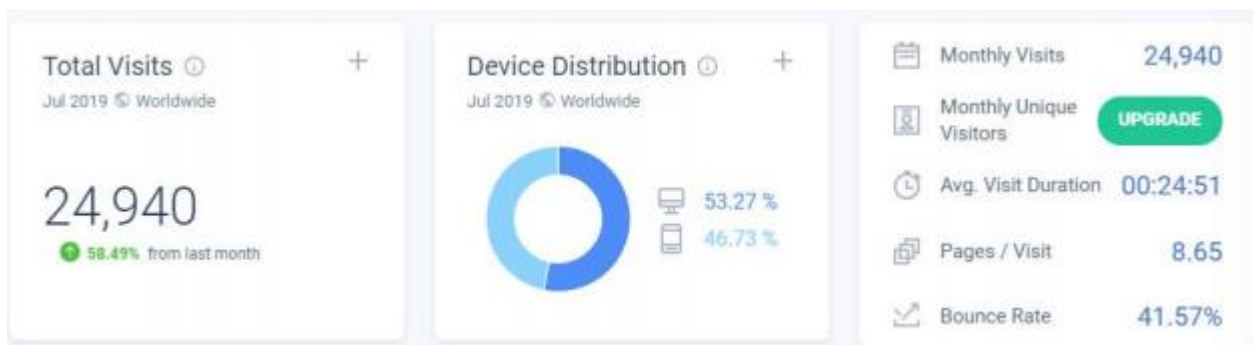 Total Visits
Jul 2019 Worldwide
24,940
58.49% from last month
Device Distribution
Jul 2019 Worldwide
53.27 %
46.73 %
Monthly Visits 24,940
Monthly Unique
Visitors
UPGRADE
Avg. Visit Duration 00:24:51
Pages / Visit 8.65
Bounce Rate 41.57%